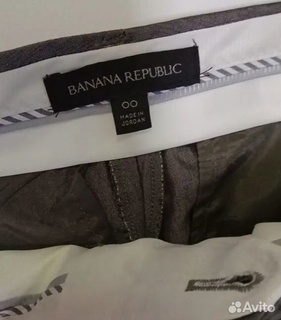 BANANA REPUBLIC
00
MADE IN
JORDAN
Avito